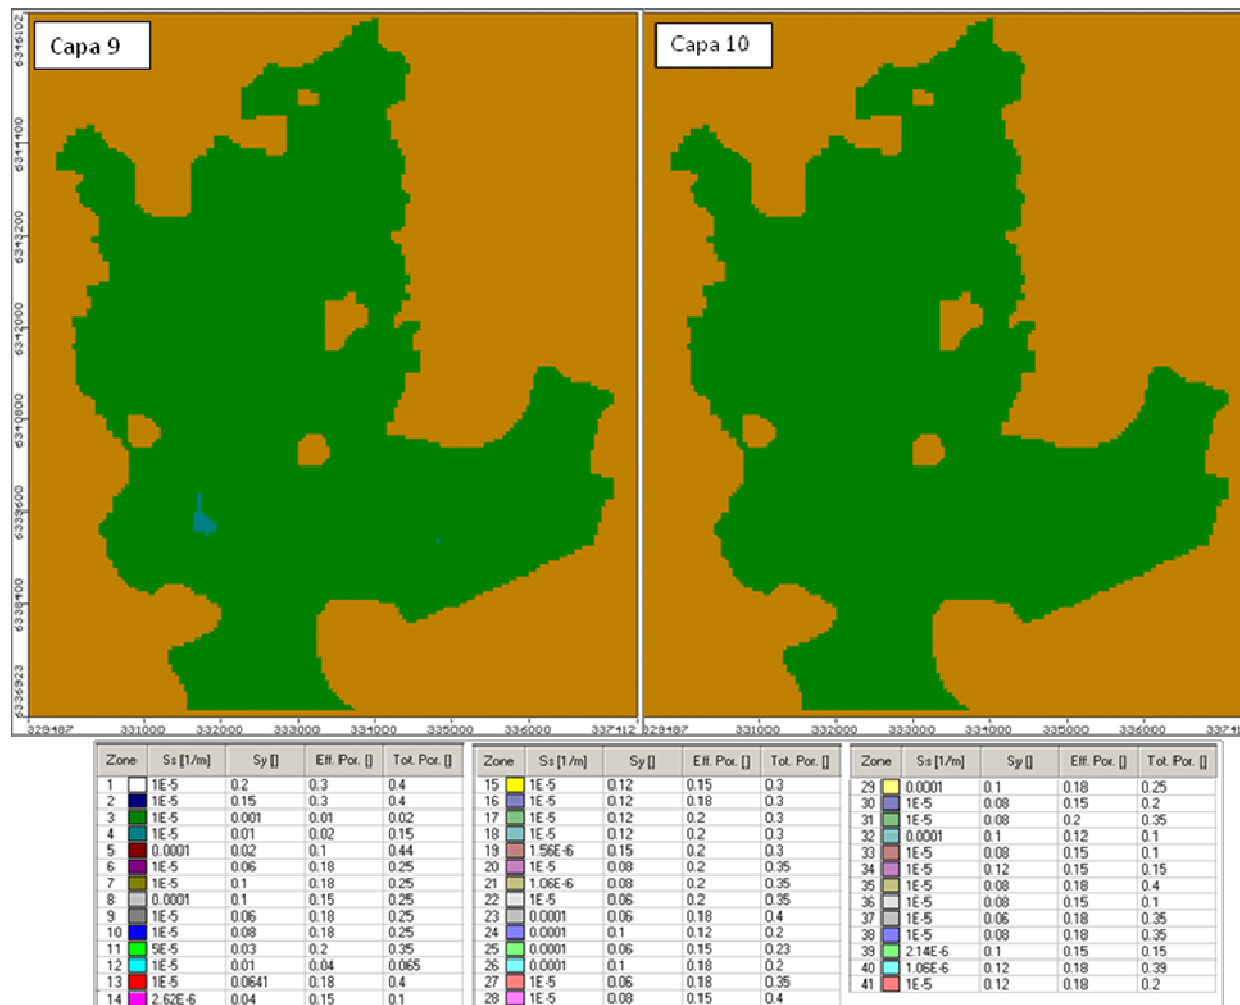 Capa 9
Capa 10
6346102
6344400
6343200
6342000
6340800
6339600
6338400
6336823
329487 331000 332000 333000 334000 335000 336000 337412
331000 332000 333000 334000 335000 336000
Zone Ss [1/m] Sy [] Eff. Por. [] Tot. Por. []
1 1E-5 0.2 0.3 0.4
2 1E-5 0.15 0.3 0.4
3 1E-5 0.001 0.01 0.02
4 1E-5 0.01 0.02 0.15
5 0.0001 0.02 0.1 0.44
6 1E-5 0.06 0.18 0.25
7 1E-5 0.1 0.18 0.25
8 0.0001 0.1 0.15 0.25
9 1E-5 0.06 0.18 0.25
10 1E-5 0.08 0.18 0.25
11 5E-5 0.03 0.2 0.35
12 1E-5 0.01 0.04 0.065
13 1E-5 0.0641 0.18 0.4
14 2.62E-6 0.04 0.15 0.1
Zone Ss [1/m] Sy [] Eff. Por. [] Tot. Por. []
15 1E-5 0.12 0.15 0.3
16 1E-5 0.12 0.18 0.3
17 1E-5 0.12 0.2 0.3
18 1E-5 0.12 0.2 0.3
19 1.56E-6 0.15 0.2 0.3
20 1E-5 0.08 0.2 0.35
21 1.06E-6 0.08 0.2 0.35
22 1E-5 0.06 0.2 0.35
23 0.0001 0.06 0.18 0.4
24 0.0001 0.1 0.12 0.2
25 0.0001 0.06 0.15 0.23
26 0.0001 0.1 0.18 0.2
27 1E-5 0.06 0.18 0.35
28 1E-5 0.08 0.15 0.4
Zone Ss [1/m] Sy [] Eff. Por. [] Tot. Por. []
29 0.0001 0.1 0.18 0.25
30 1E-5 0.08 0.15 0.2
31 1E-5 0.08 0.2 0.35
32 0.0001 0.1 0.12 0.1
33 1E-5 0.08 0.15 0.1
34 1E-5 0.12 0.15 0.15
35 1E-5 0.08 0.18 0.4
36 1E-5 0.08 0.15 0.1
37 1E-5 0.06 0.18 0.35
38 1E-5 0.08 0.18 0.35
39 2.14E-6 0.1 0.15 0.15
40 1.06E-6 0.12 0.18 0.39
41 1E-5 0.12 0.18 0.2